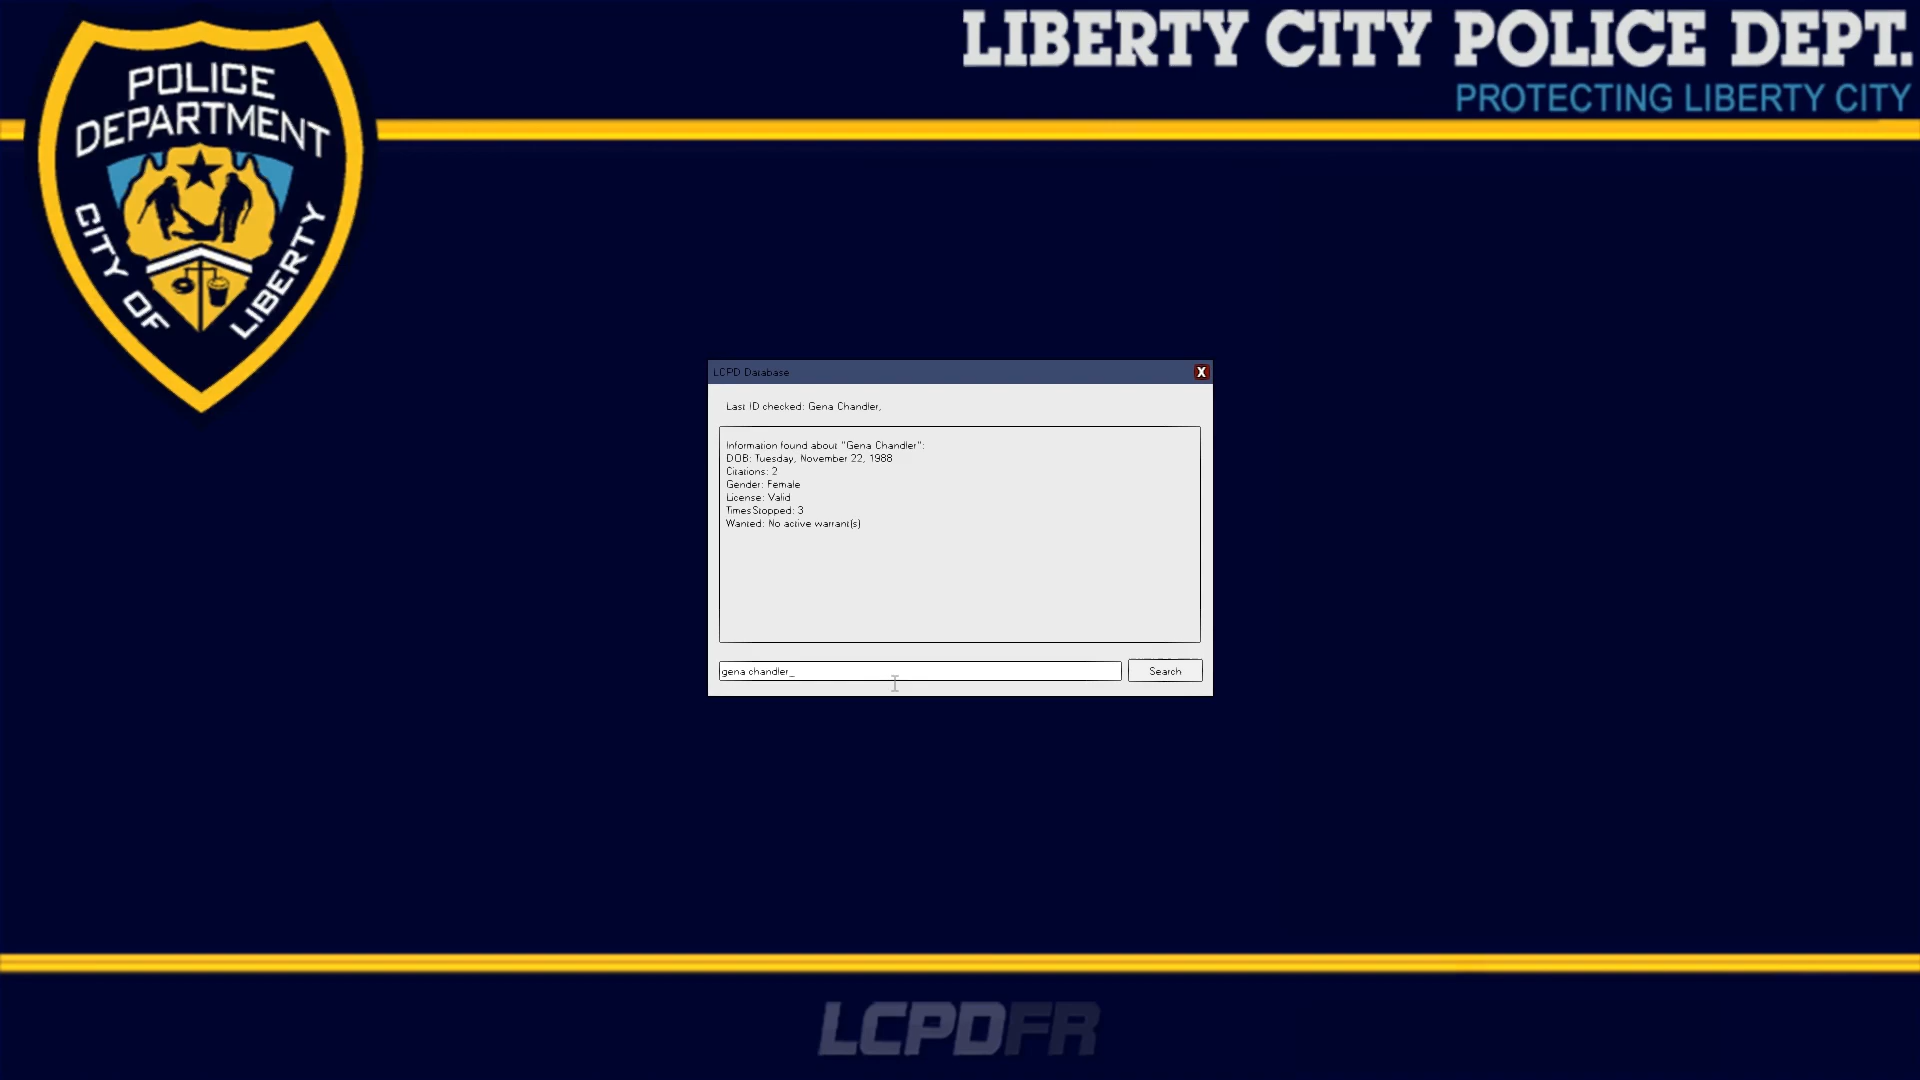 LIBERTY CITY POLICE DEPT.
PROTECTING LIBERTY CITY
POLICE
DEPARTMENT
CITY OF LIBERTY
LCPD Database
X
Last ID checked: Gena Chandler,
Information found about "Gena Chandler":
DOB: Tuesday, November 22, 1988
Citations: 2
Gender: Female
License: Valid
TimesStopped: 3
Wanted: No active warrant(s)
gena chandler_
Search
LCPDFR